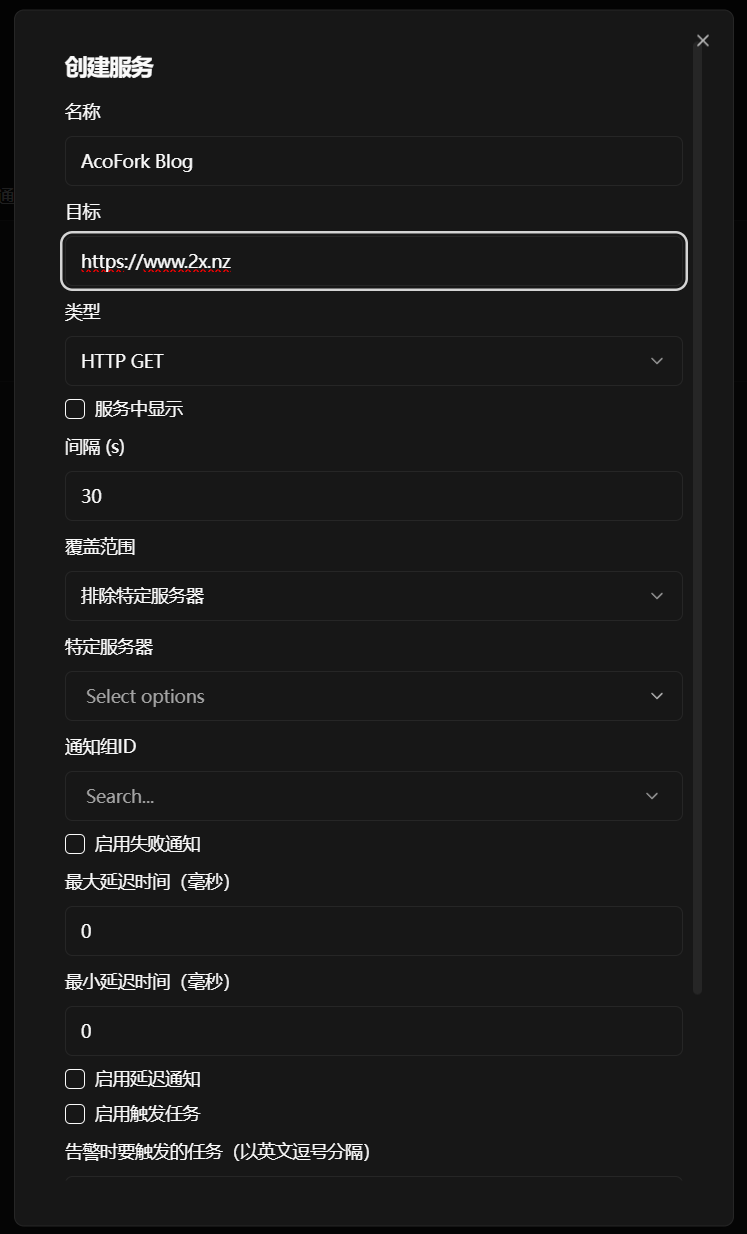 创建服务
名称
AcoFork Blog
目标
https://www.2x.nz
类型
HTTP GET
服务中显示
间隔 (s)
30
覆盖范围
排除特定服务器
特定服务器
Select options
通知组ID
Search...
启用失败通知
最大延迟时间（毫秒）
0
最小延迟时间（毫秒）
0
启用延迟通知
启用触发任务
告警时要触发的任务（以英文逗号分隔）
通